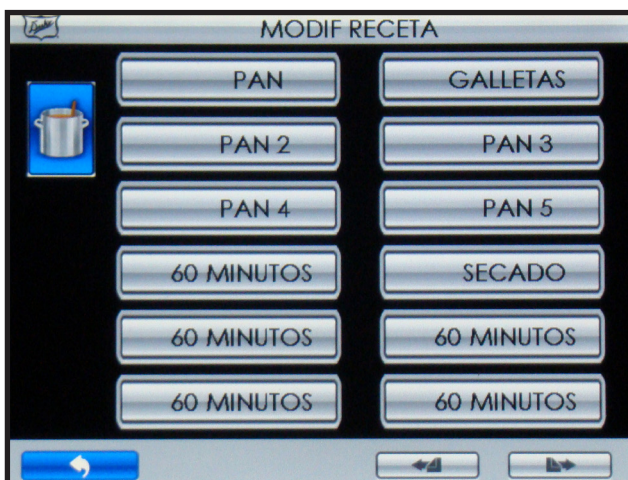 MODIF RECETA
PAN GALLETAS
PAN 2 PAN 3
PAN 4 PAN 5
60 MINUTOS SECADO
60 MINUTOS 60 MINUTOS
60 MINUTOS 60 MINUTOS